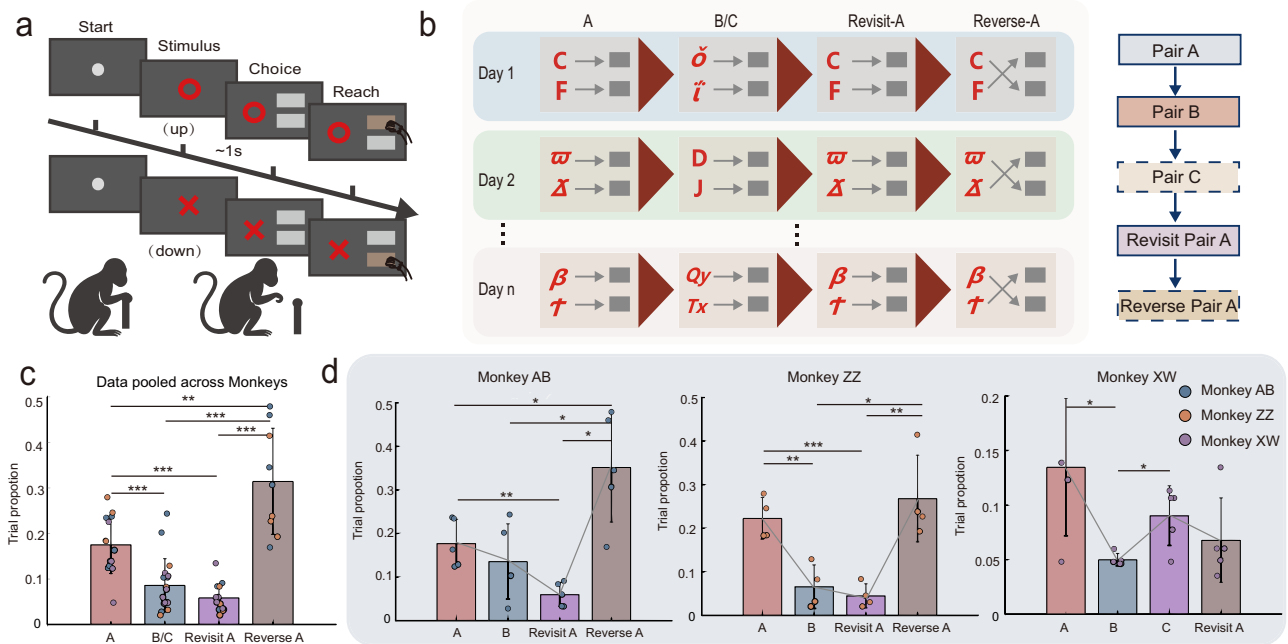 a
Start
Stimulus
Choice
Reach
(up)
~1s
(down)
b
A
B/C
Revisit-A
Reverse-A
Day 1
C
F
C
F
C
F
Day 2
ϖ
D
J
ϖ
ϖ
Day n
β
Qy
Tx
β
β
Pair A
Pair B
Pair C
Revisit Pair A
Reverse Pair A
c
Data pooled across Monkeys
Trial propotion
0.5
0.4
0.3
0.2
0.1
0.0
**
***
***
***
***
A
B/C
Revisit A
Reverse A
d
Monkey AB
Trial propotion
0.5
0.4
0.3
0.2
0.1
0.0
*
*
*
**
A
B
Revisit A
Reverse A
Monkey ZZ
Trial propotion
0.5
0.4
0.3
0.2
0.1
0.0
*
**
***
**
A
B
Revisit A
Reverse A
Monkey XW
Trial propotion
0.2
0.15
0.1
0.05
0.00
*
*
A
B
C
Revisit A
Monkey AB
Monkey ZZ
Monkey XW